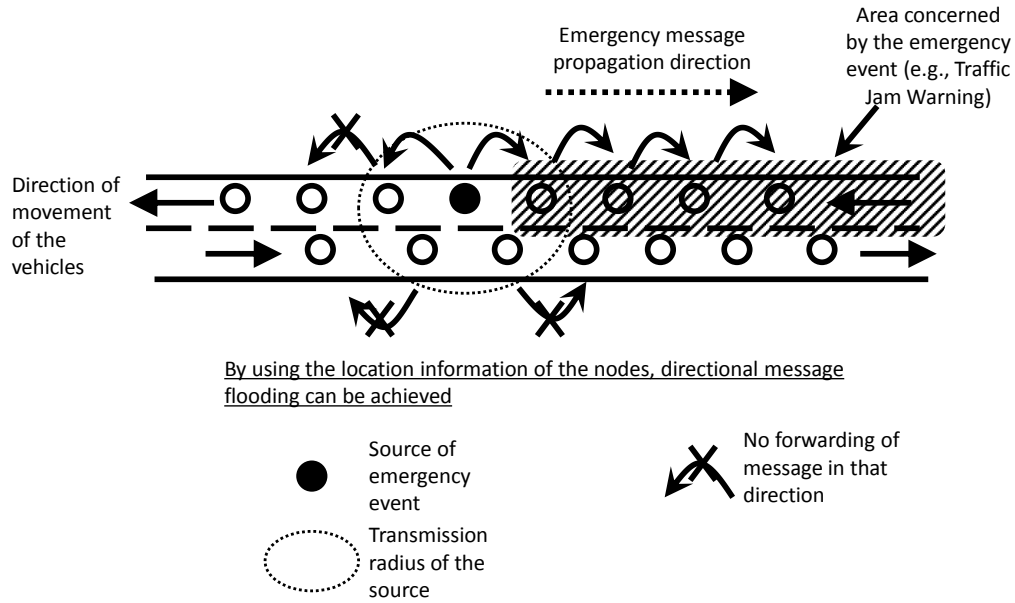 Emergency message
propagation direction
Area concerned
by the emergency
event (e.g., Traffic
Jam Warning)
Direction of
movement
of the
vehicles
By using the location information of the nodes, directional message
flooding can be achieved
Source of
emergency
event
No forwarding of
message in that
direction
Transmission
radius of the
source